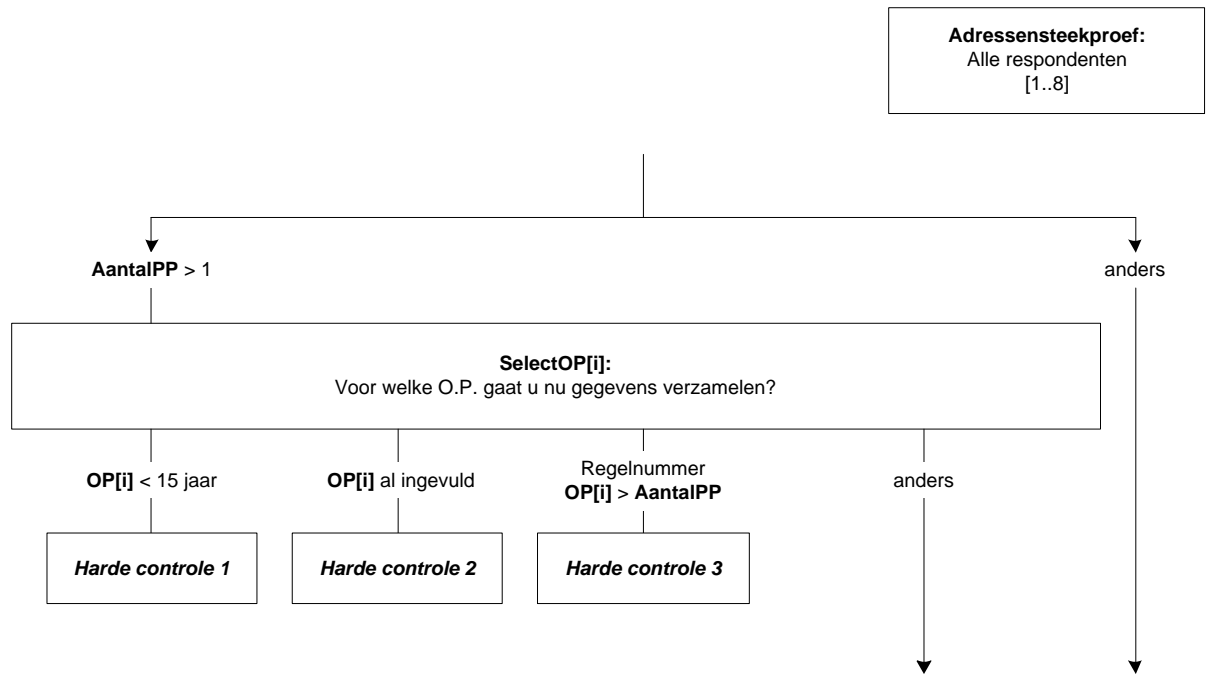 Adressensteekproef:
Alle respondenten
[1..8]
AantalPP > 1
anders
SelectOP[i]:
Voor welke O.P. gaat u nu gegevens verzamelen?
OP[i] < 15 jaar
OP[i] al ingevuld
Regelnummer
OP[i] > AantalPP
anders
Harde controle 1
Harde controle 2
Harde controle 3